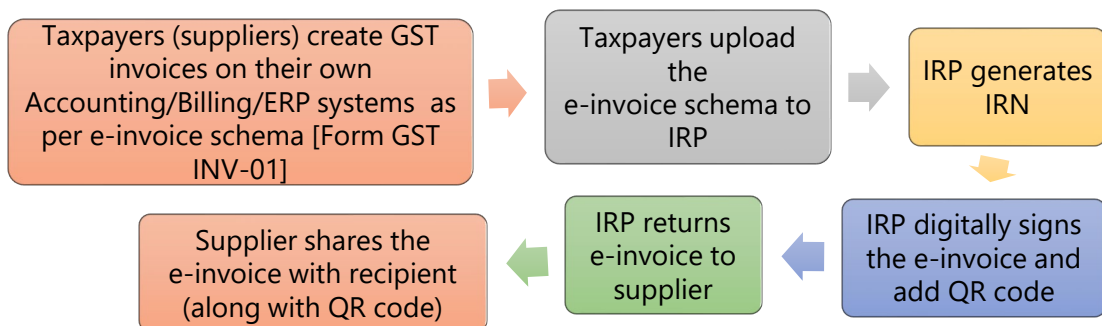 Taxpayers (suppliers) create GST
invoices on their own
Accounting/Billing/ERP systems as
per e-invoice schema [Form GST
INV-01]
Taxpayers upload
the
e-invoice schema to
IRP
IRP generates
IRN
IRP digitally signs
the e-invoice and
add QR code
IRP returns
e-invoice to
supplier
Supplier shares the
e-invoice with recipient
(along with QR code)